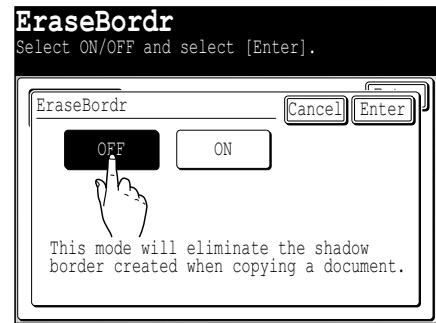 EraseBordr
Select ON/OFF and select [Enter].
EraseBordr
Cancel Enter
OFF ON
This mode will eliminate the shadow
border created when copying a document.